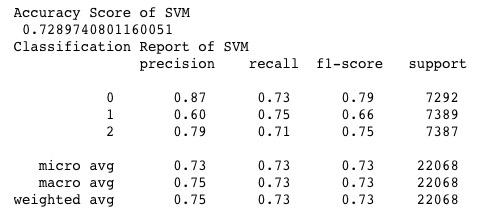 Accuracy Score of SVM
0.7289740801160051
Classification Report of SVM
precision recall f1-score support
0 0.87 0.73 0.79 7292
1 0.60 0.75 0.66 7389
2 0.79 0.71 0.75 7387
micro avg 0.73 0.73 0.73 22068
macro avg 0.75 0.73 0.73 22068
weighted avg 0.75 0.73 0.73 22068